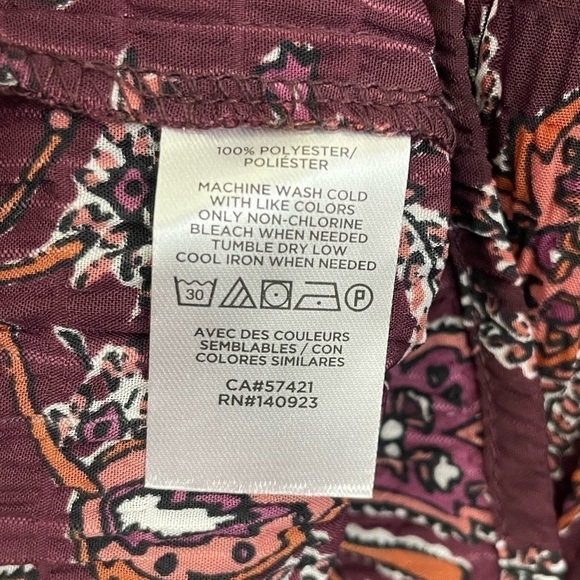 100% POLYESTER/
POLIÉSTER
MACHINE WASH COLD
WITH LIKE COLORS
ONLY NON-CHLORINE
BLEACH WHEN NEEDED
TUMBLE DRY LOW
COOL IRON WHEN NEEDED
30 P
AVEC DES COULEURS
SEMBLABLES / CON
COLORES SIMILARES
CA#57421
RN#140923